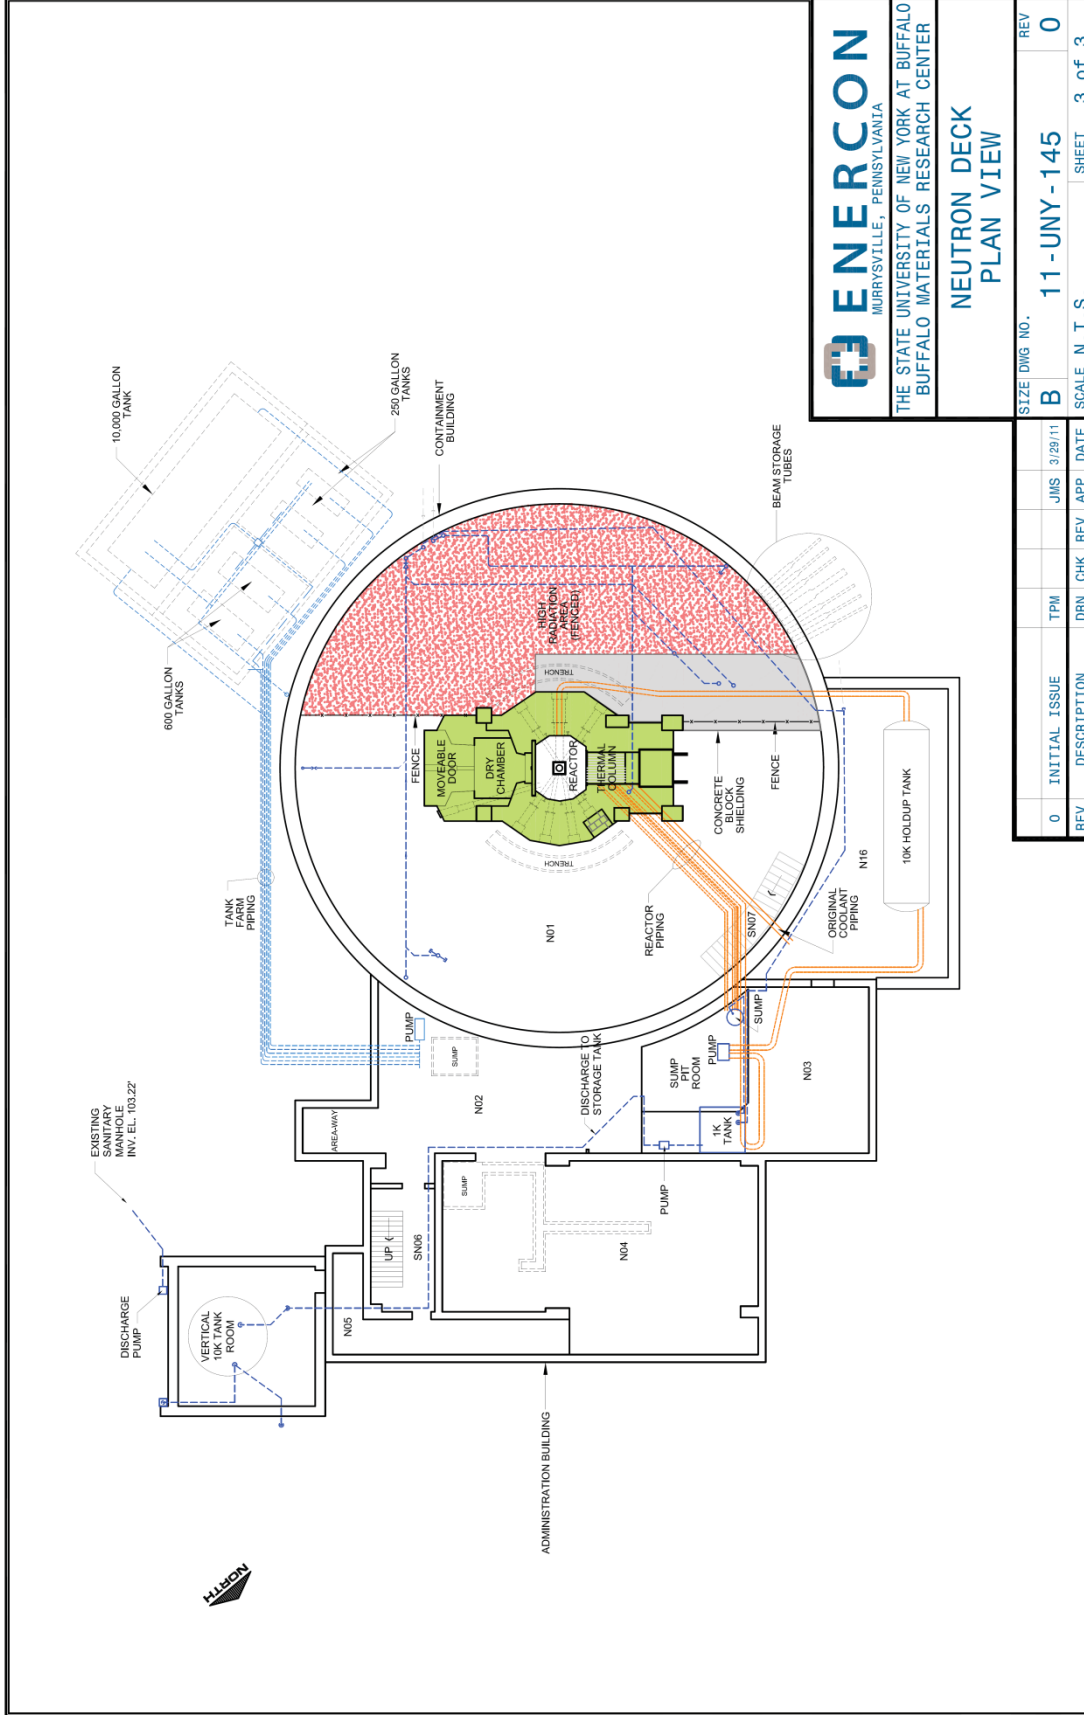 EXISTING
SANITARY
MANHOLE
INV. EL. 103.22'
DISCHARGE
PUMP
VERTICAL
10K TANK
ROOM
N05
UP
SN06
AREA-WAY
SUMP
N04
ADMINISTRATION BUILDING
NORTH
TANK
FARM
PIPING
PUMP
SUMP
N02
DISCHARGE TO
STORAGE TANK
PUMP
1K
TANK
SUMP
PIT
ROOM
PUMP
SUMP
N03
10,000 GALLON
TANK
600 GALLON
TANKS
250 GALLON
TANKS
CONTAINMENT
BUILDING
HIGH
RADIATION
AREA
(FENCED)
FENCE
MOVEABLE
DOOR
DRY
CHAMBER
REACTOR
THERMAL
COLUMN
TRENCH
TRENCH
N01
REACTOR
PIPING
CONCRETE
BLOCK
SHIELDING
FENCE
BEAM STORAGE
TUBES
SN07
ORIGINAL
COOLANT
PIPING
N16
10K HOLDUP TANK
ENERCON
MURRYSVILLE, PENNSYLVANIA
THE STATE UNIVERSITY OF NEW YORK AT BUFFALO
BUFFALO MATERIALS RESEARCH CENTER
NEUTRON DECK
PLAN VIEW
SIZE DWG NO. REV
B 11-UNY-145 0
SCALE N.T.S. SHEET 3 of 3
0 INITIAL ISSUE TPM JMS 3/29/11
REV DESCRIPTION DRN CHK REV APP DATE